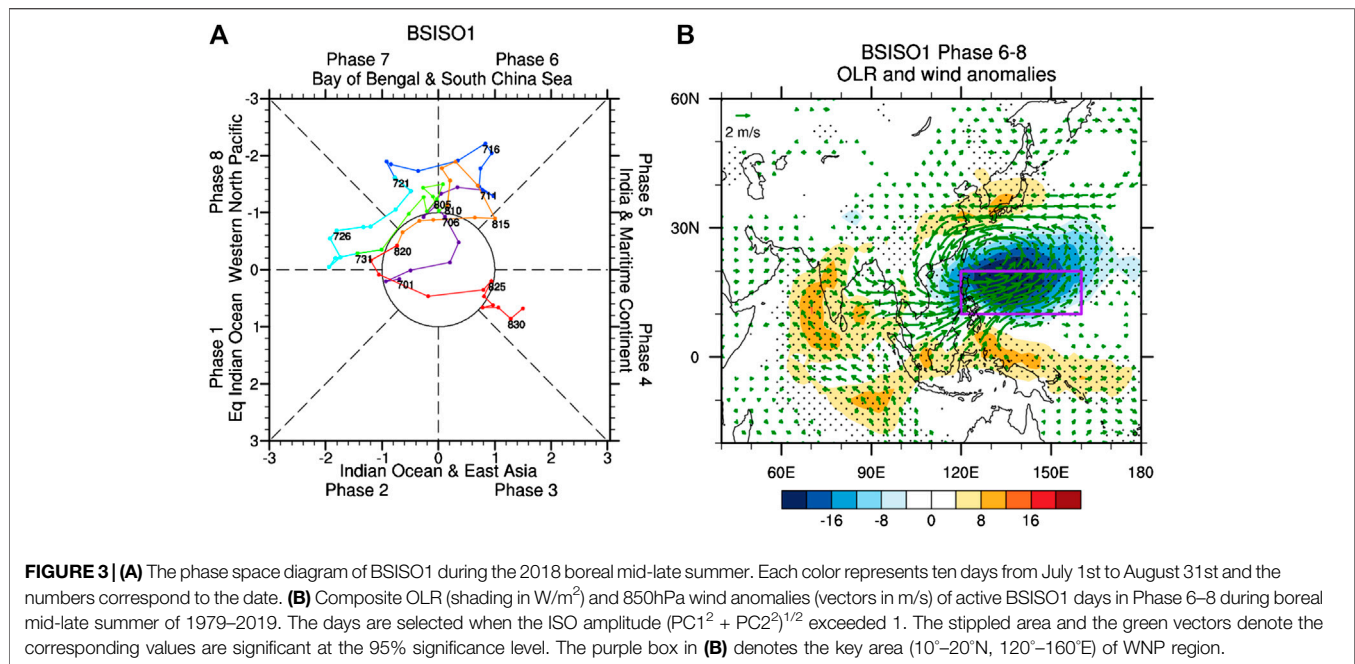 A
BSISO1
Phase 7
Phase 6
Bay of Bengal & South China Sea
-3
-2
-1
0
1
2
3
Phase 8
Western North Pacific
Phase 1
Eq Indian Ocean
Phase 5
India & Maritime Continent
Phase 4
716
721
711
805
810
815
706
726
731
820
701
825
830
-3
-2
-1
0
1
2
3
Indian Ocean & East Asia
Phase 2
Phase 3
B
BSISO1 Phase 6-8
OLR and wind anomalies
60N
2 m/s
30N
0
60E
90E
120E
150E
180
-16
-8
0
8
16
FIGURE 3 | (A) The phase space diagram of BSISO1 during the 2018 boreal mid-late summer. Each color represents ten days from July 1st to August 31st and the
numbers correspond to the date. (B) Composite OLR (shading in W/m²) and 850hPa wind anomalies (vectors in m/s) of active BSISO1 days in Phase 6–8 during boreal
mid-late summer of 1979–2019. The days are selected when the ISO amplitude (PC1² + PC2²)¹ᐟ² exceeded 1. The stippled area and the green vectors denote the
corresponding values are significant at the 95% significance level. The purple box in (B) denotes the key area (10°–20°N, 120°–160°E) of WNP region.